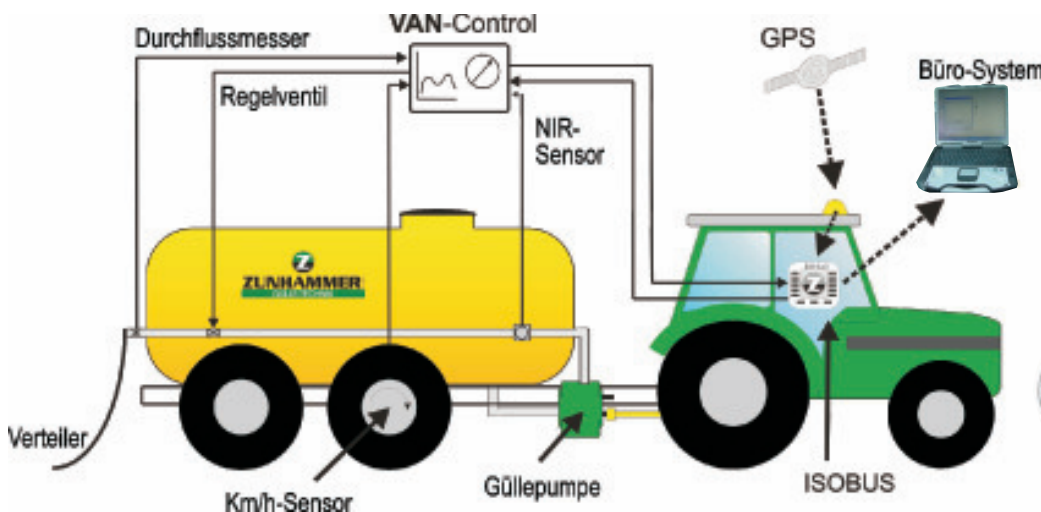 VAN-Control
Durchflussmesser
GPS
Büro-System
Regelventil
NIR-
Sensor
ZUNHAMMER
Verteiler
Km/h-Sensor
Güllepumpe
ISOBUS